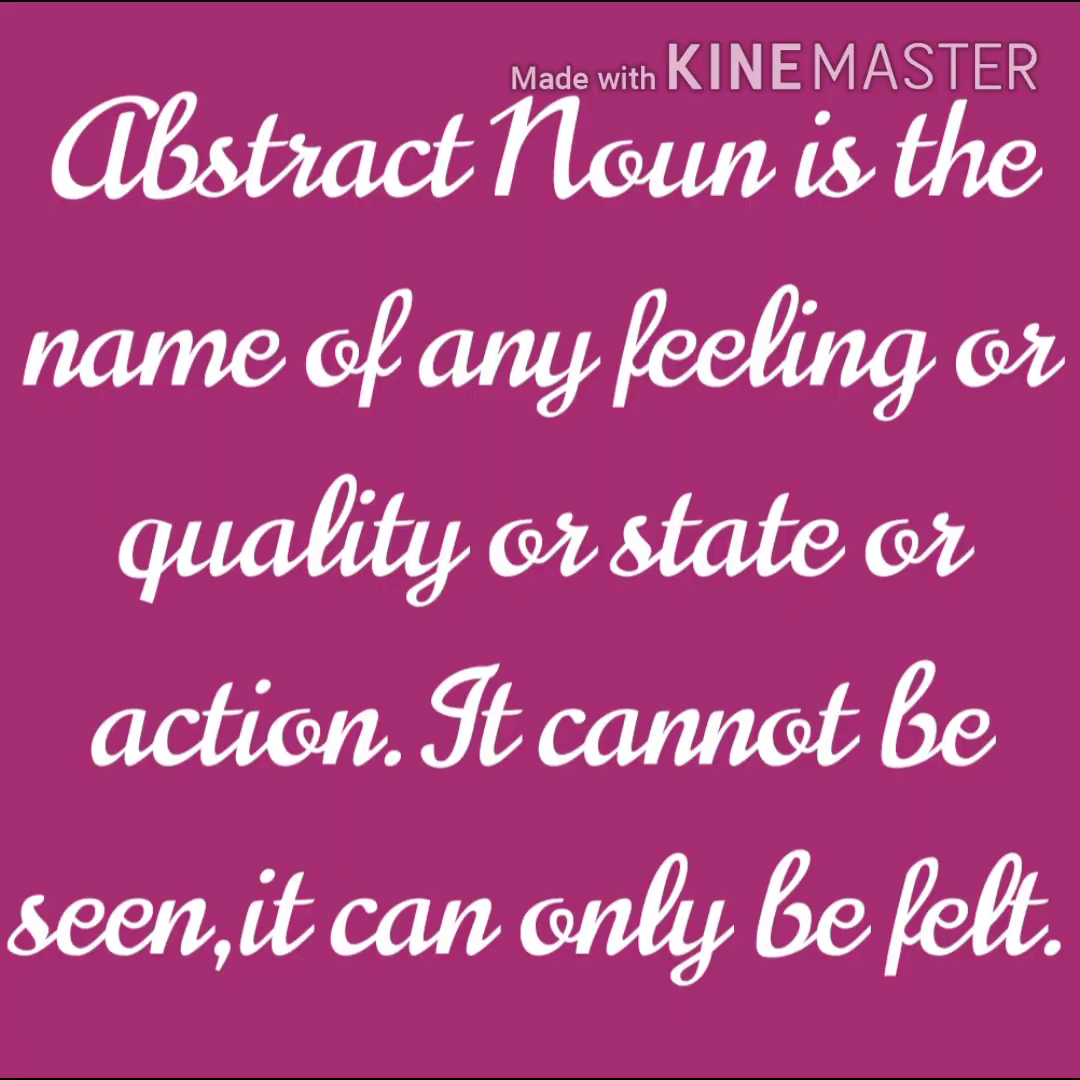 Made with KINEMASTER
Abstract Noun is the
name of any feeling or
quality or state or
action. It cannot be
seen,it can only be felt.